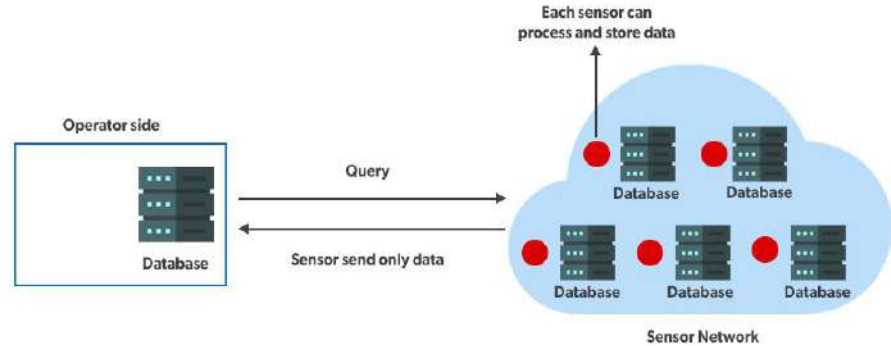 Each sensor can
process and store data
Operator side
Query
Database
Database
Database
Sensor send only data
Database
Database
Database
Sensor Network